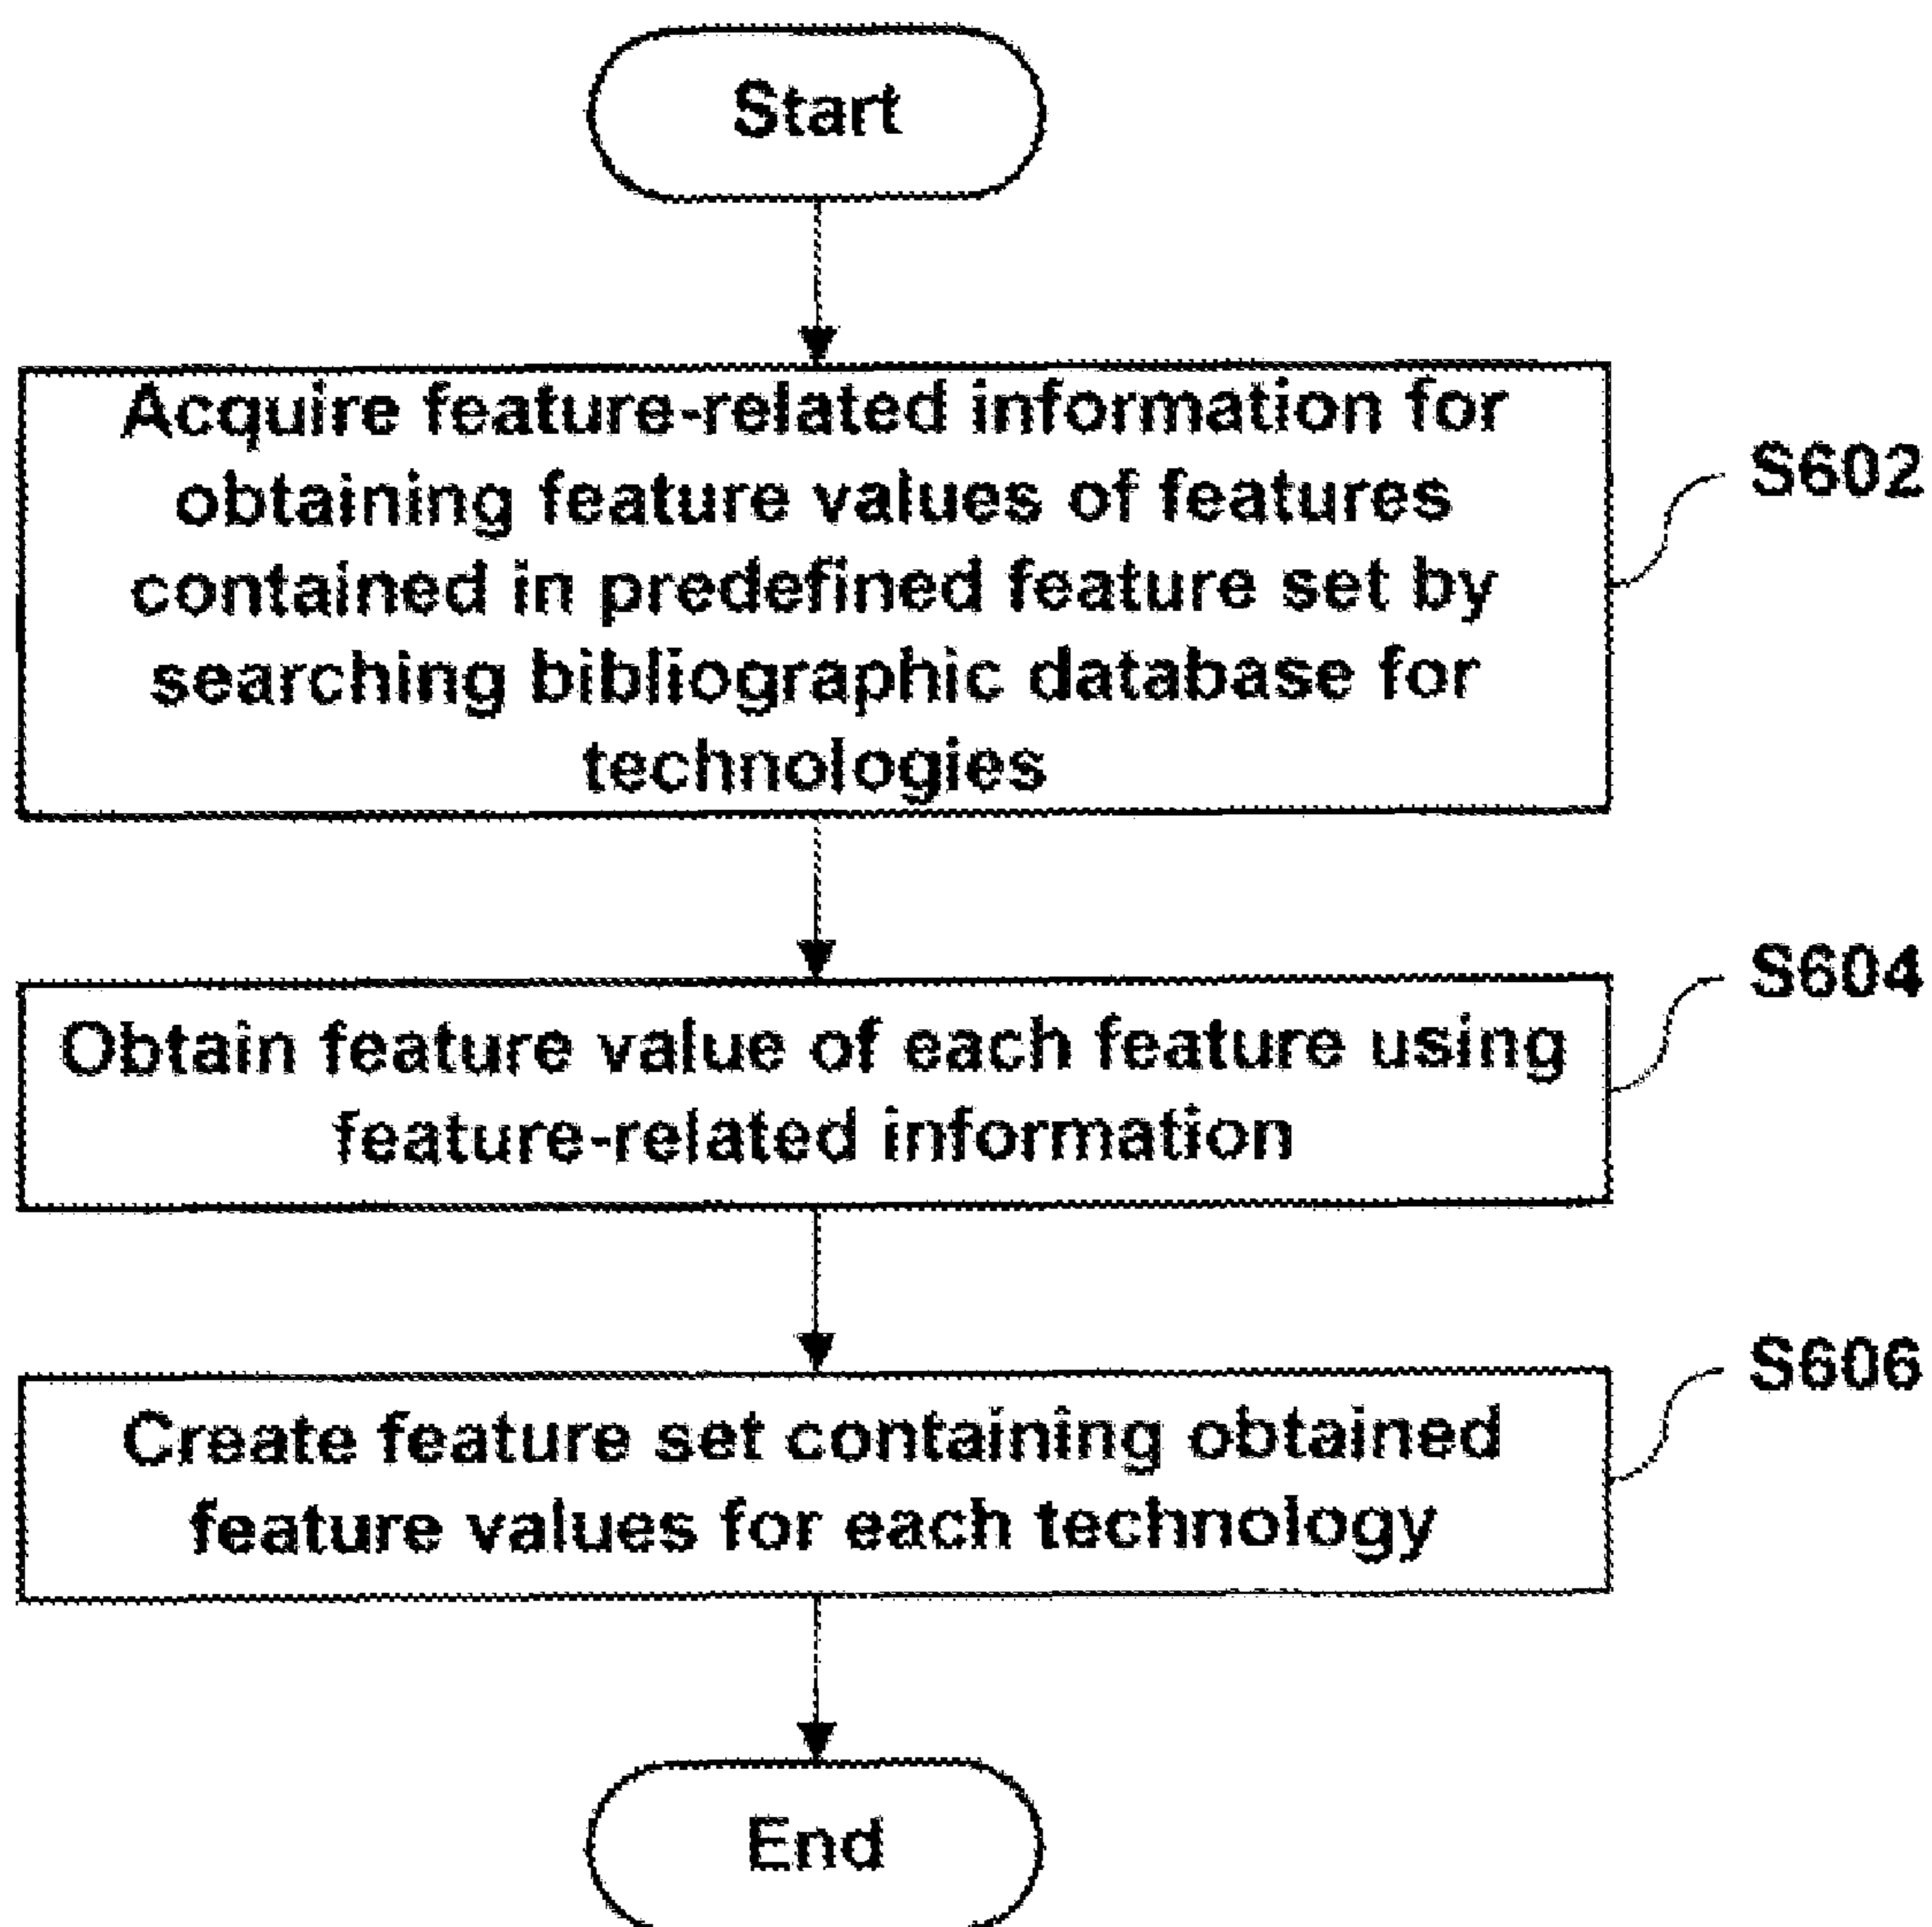 Start
Acquire feature-related information for
obtaining feature values of features
contained in predefined feature set by
searching bibliographic database for
technologies
S602
Obtain feature value of each feature using
feature-related information
S604
Create feature set containing obtained
feature values for each technology
S606
End